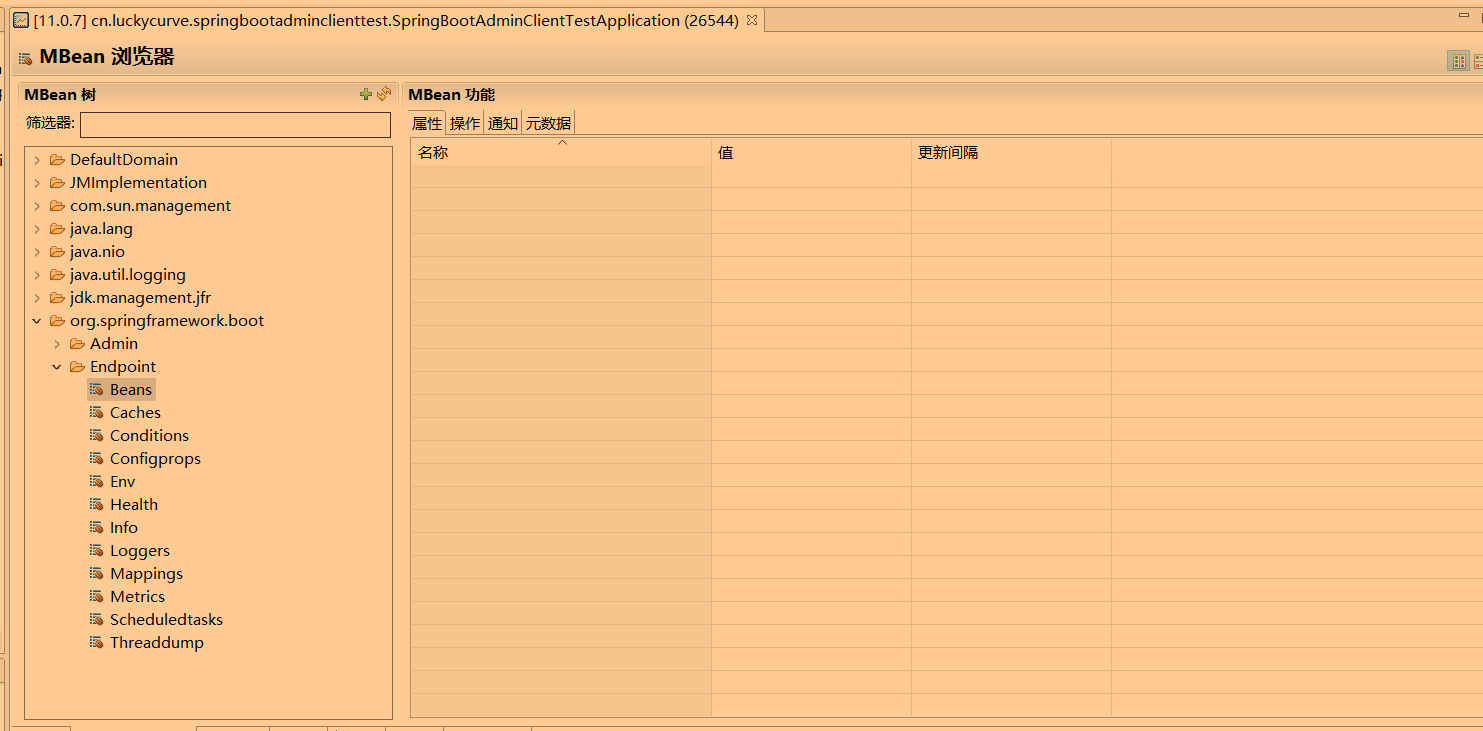 [11.0.7] cn.luckycurve.springbootadminclienttest.SpringBootAdminClientTestApplication (26544)
MBean 浏览器
MBean 树
筛选器:
DefaultDomain
JMImplementation
com.sun.management
java.lang
java.nio
java.util.logging
jdk.management.jfr
org.springframework.boot
Admin
Endpoint
Beans
Caches
Conditions
Configprops
Env
Health
Info
Loggers
Mappings
Metrics
Scheduledtasks
Threaddump
MBean 功能
属性 操作 通知 元数据
名称 值 更新间隔